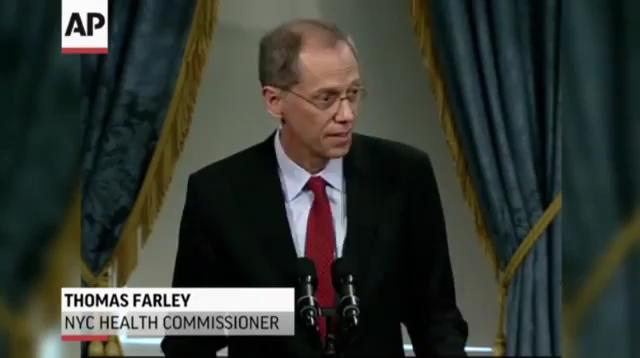 AP
THOMAS FARLEY
NYC HEALTH COMMISSIONER